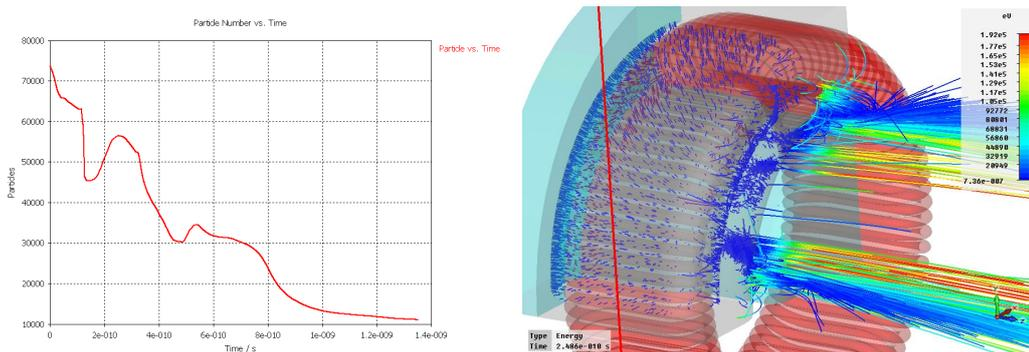 Particle Number vs. Time
Particle vs. Time
80000
70000
60000
50000
40000
30000
20000
10000
Particles
0
2e-010
4e-010
6e-010
8e-010
1e-009
1.2e-009
1.4e-009
Time / s
eV
1.92e5
1.77e5
1.65e5
1.53e5
1.41e5
1.29e5
1.17e5
1.05e5
92772
80801
68831
56860
44890
32919
20949
7.36e-007
Type Energy
Time 2.486e-010 s